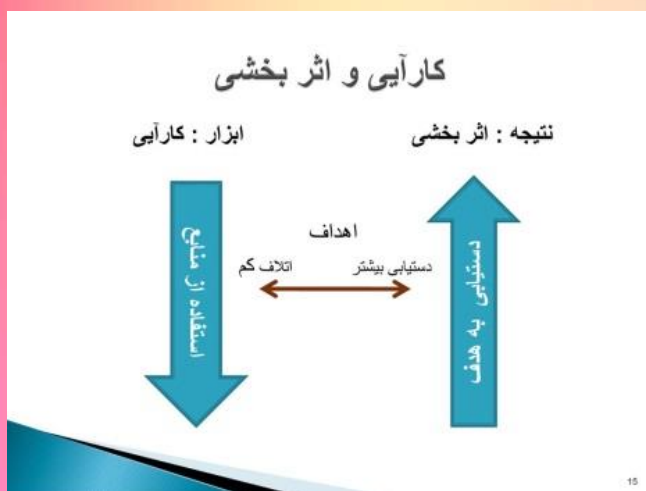 کارآیی و اثر بخشی
نتیجه : اثر بخشی
ابزار : کارآیی
دستیابی به هدف
اهداف
دستیابی بیشتر
اتلاف کم
استفاده از منابع
15